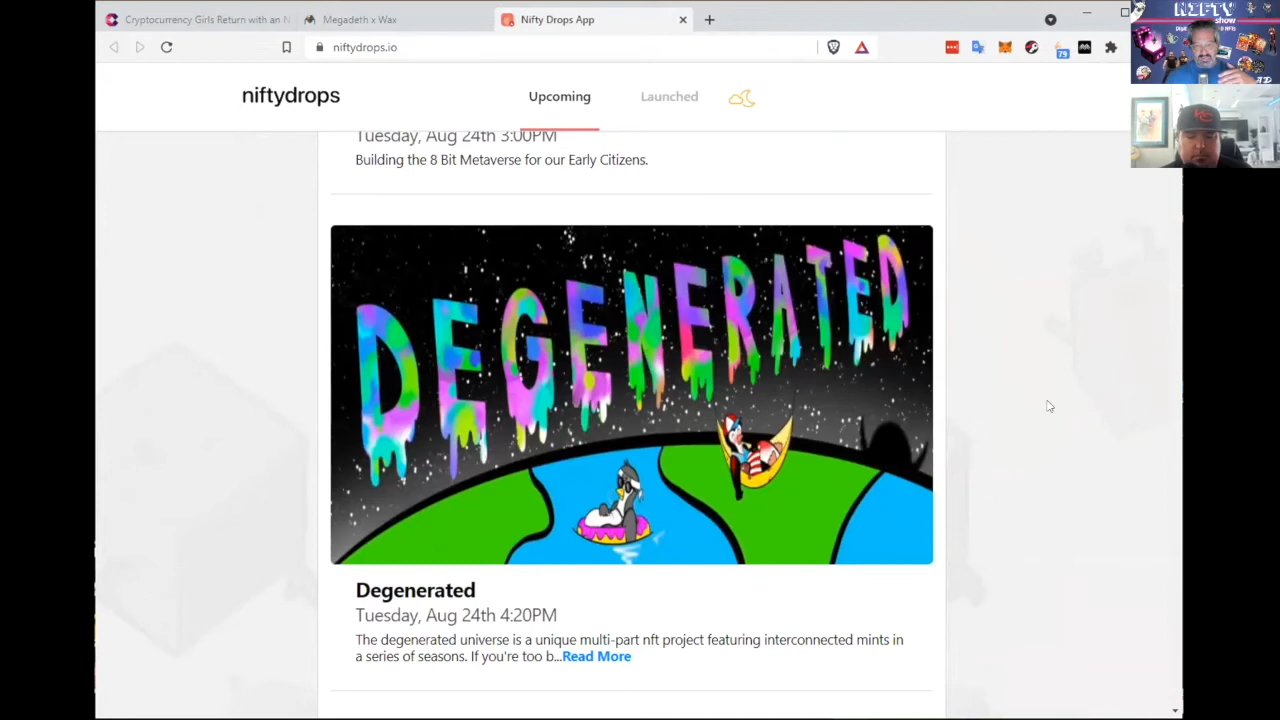 Cryptocurrency Girls Return with an N
Megadeth x Wax
Nifty Drops App
niftydrops.io
79
NIFTY
show
niftydrops
Upcoming
Launched
Tuesday, Aug 24th 3:00PM
Building the 8 Bit Metaverse for our Early Citizens.
DEGENERATED
Degenerated
Tuesday, Aug 24th 4:20PM
The degenerated universe is a unique multi-part nft project featuring interconnected mints in
a series of seasons. If you're too b...Read More